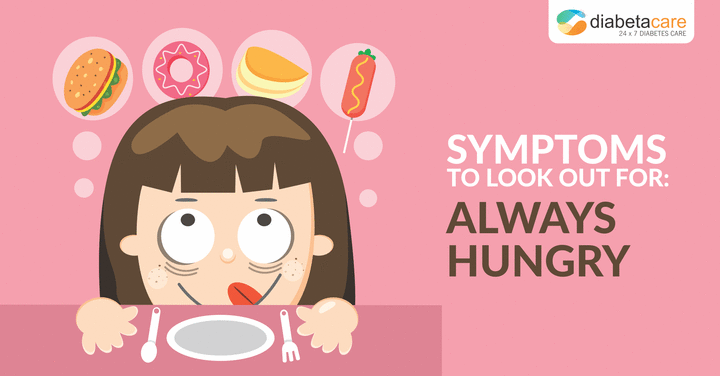 diabetacare
24 x 7 DIABETES CARE
SYMPTOMS
TO LOOK OUT FOR:
ALWAYS
HUNGRY